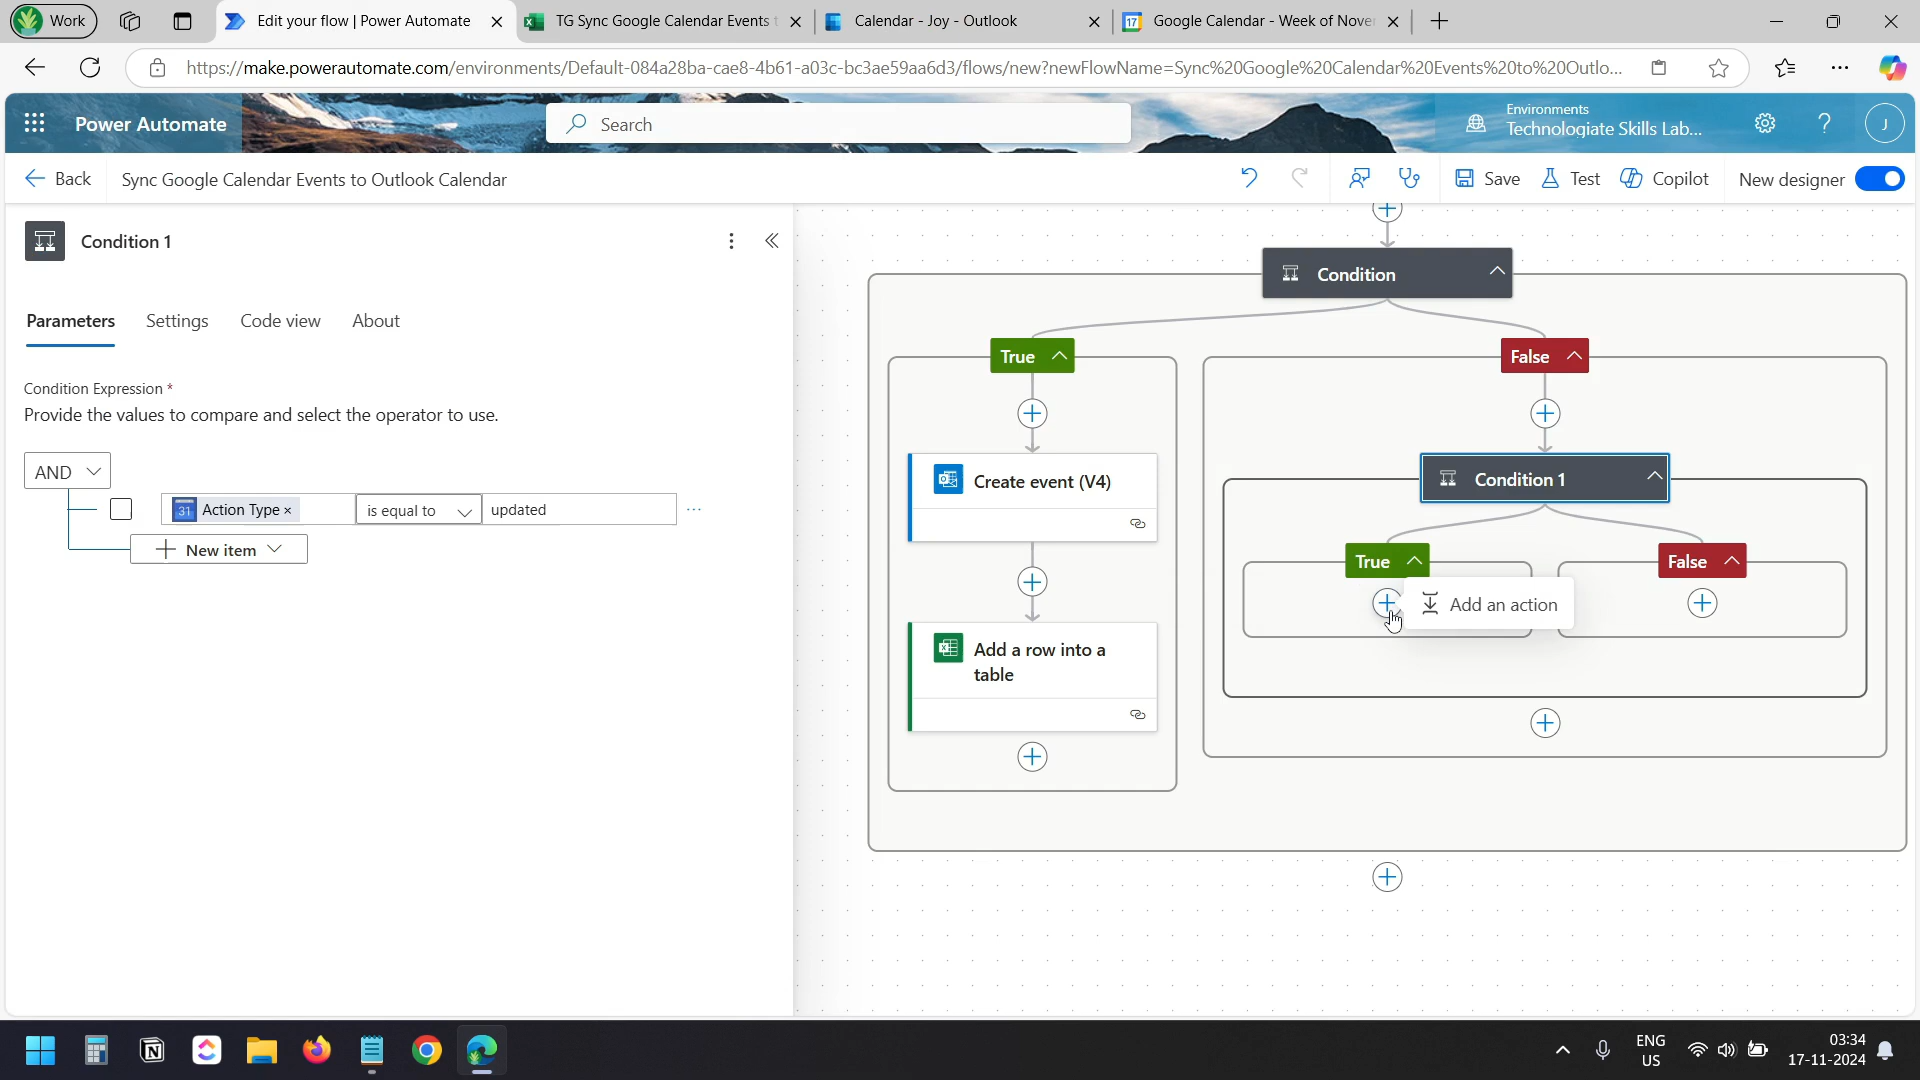 Work
Edit your flow | Power Automate
TG Sync Google Calendar Events t
Calendar - Joy - Outlook
17
Google Calendar - Week of Nove
https://make.powerautomate.com/environments/Default-084a28ba-cae8-4b61-a03c-bc3ae59aa6d3/flows/new?newFlowName=Sync%20Google%20Calendar%20Events%20to%20Outlo...
Power Automate
Search
Environments
Technologiate Skills Lab...
?
J
Back
Sync Google Calendar Events to Outlook Calendar
Save
Test
Copilot
New designer
Condition 1
Parameters
Settings
Code view
About
Condition Expression *
Provide the values to compare and select the operator to use.
AND
31
Action Type ×
is equal to
updated
...
New item
Condition
True
False
Create event (V4)
Condition 1
True
False
Add an action
Add a row into a
table
ENG
US
03:34
17-11-2024